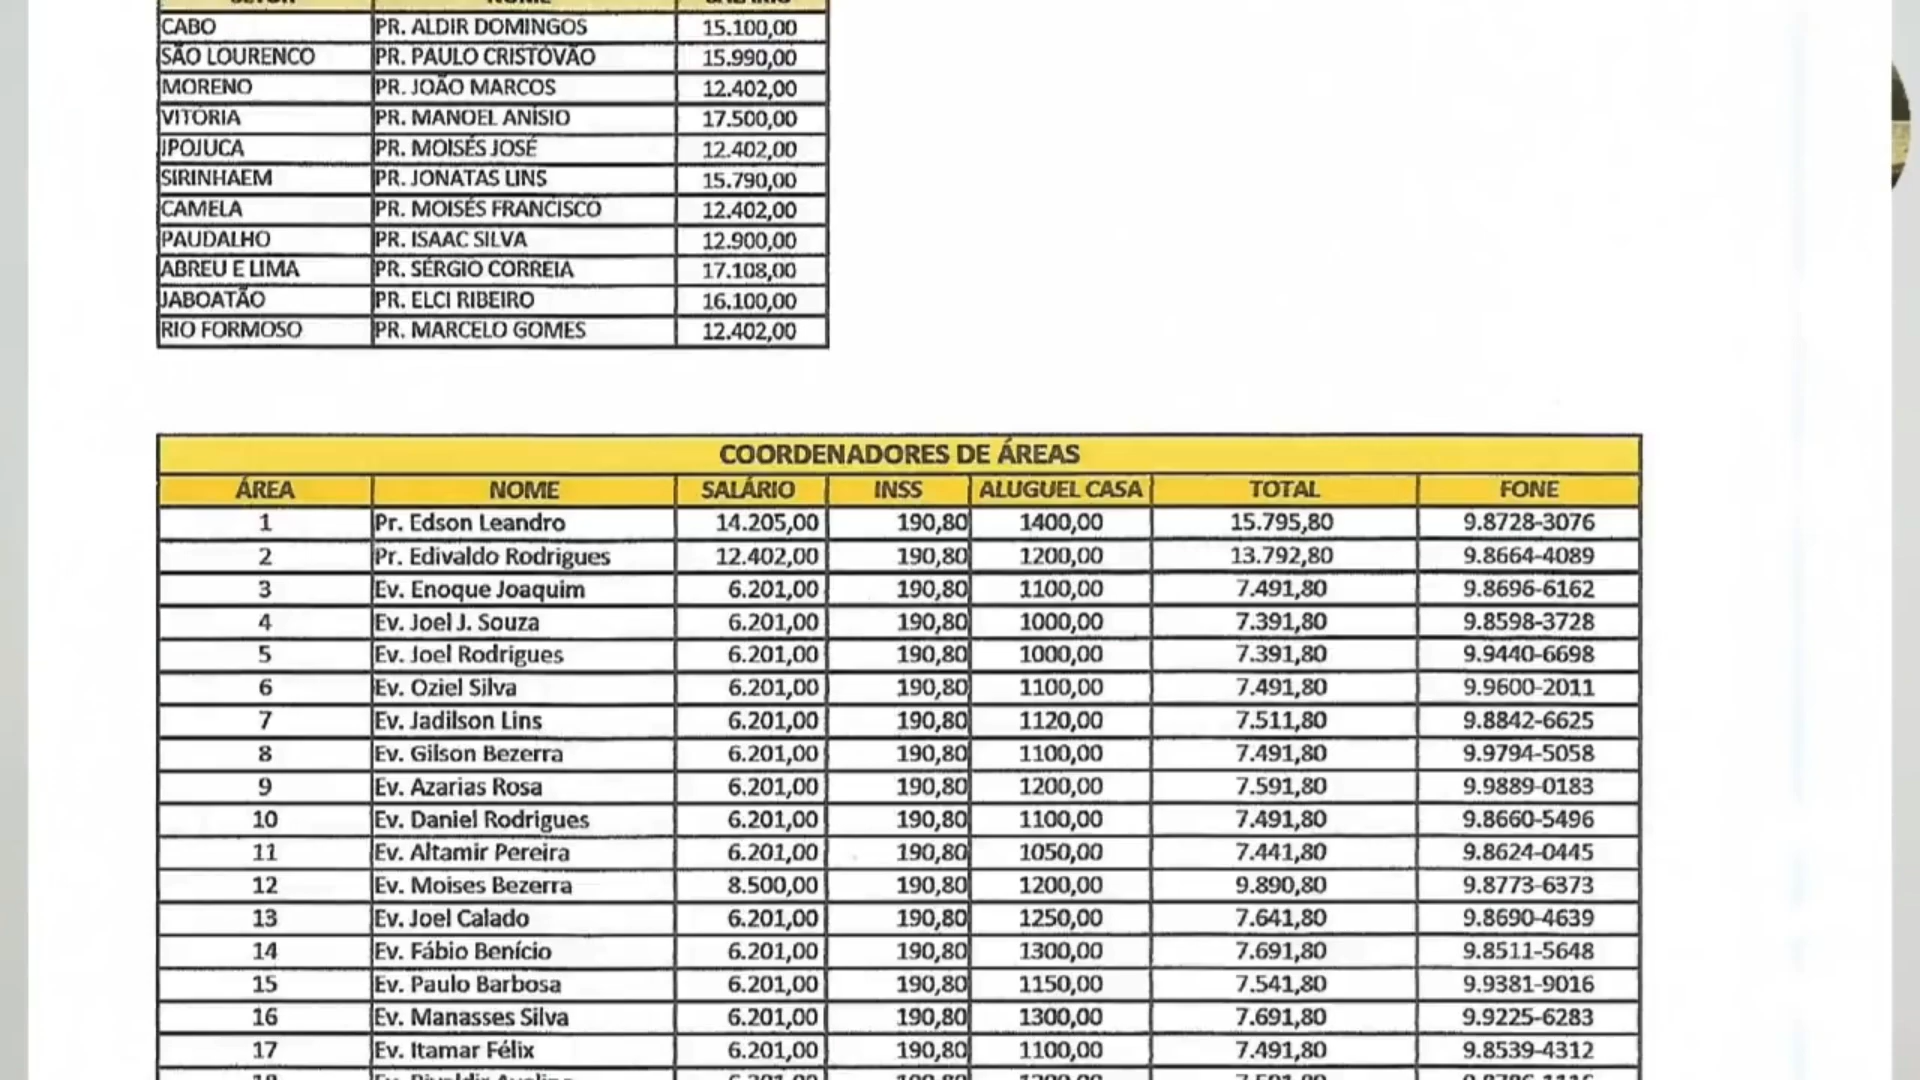 SETOR NOME SALÁRIO
CABO PR. ALDIR DOMINGOS 15.100,00
SÃO LOURENCO PR. PAULO CRISTOVÃO 15.990,00
MORENO PR. JOÃO MARCOS 12.402,00
VITÓRIA PR. MANOEL ANÍSIO 17.500,00
IPOJUCA PR. MOISÉS JOSÉ 12.402,00
SIRINHAEM PR. JONATAS LINS 15.790,00
CAMELA PR. MOISÉS FRANCISCO 12.402,00
PAUDALHO PR. ISAAC SILVA 12.900,00
ABREU E LIMA PR. SÉRGIO CORREIA 17.108,00
JABOATÃO PR. ELCI RIBEIRO 16.100,00
RIO FORMOSO PR. MARCELO GOMES 12.402,00
COORDENADORES DE ÁREAS
ÁREA NOME SALÁRIO INSS ALUGUEL CASA TOTAL FONE
1 Pr. Edson Leandro 14.205,00 190,80 1400,00 15.795,80 9.8728-3076
2 Pr. Edivaldo Rodrigues 12.402,00 190,80 1200,00 13.792,80 9.8664-4089
3 Ev. Enoque Joaquim 6.201,00 190,80 1100,00 7.491,80 9.8696-6162
4 Ev. Joel J. Souza 6.201,00 190,80 1000,00 7.391,80 9.8598-3728
5 Ev. Joel Rodrigues 6.201,00 190,80 1000,00 7.391,80 9.9440-6698
6 Ev. Oziel Silva 6.201,00 190,80 1100,00 7.491,80 9.9600-2011
7 Ev. Jadilson Lins 6.201,00 190,80 1120,00 7.511,80 9.8842-6625
8 Ev. Gilson Bezerra 6.201,00 190,80 1100,00 7.491,80 9.9794-5058
9 Ev. Azarias Rosa 6.201,00 190,80 1200,00 7.591,80 9.9889-0183
10 Ev. Daniel Rodrigues 6.201,00 190,80 1100,00 7.491,80 9.8660-5496
11 Ev. Altamir Pereira 6.201,00 190,80 1050,00 7.441,80 9.8624-0445
12 Ev. Moises Bezerra 8.500,00 190,80 1200,00 9.890,80 9.8773-6373
13 Ev. Joel Calado 6.201,00 190,80 1250,00 7.641,80 9.8690-4639
14 Ev. Fábio Benício 6.201,00 190,80 1300,00 7.691,80 9.8511-5648
15 Ev. Paulo Barbosa 6.201,00 190,80 1150,00 7.541,80 9.9381-9016
16 Ev. Manasses Silva 6.201,00 190,80 1300,00 7.691,80 9.9225-6283
17 Ev. Itamar Félix 6.201,00 190,80 1100,00 7.491,80 9.8539-4312